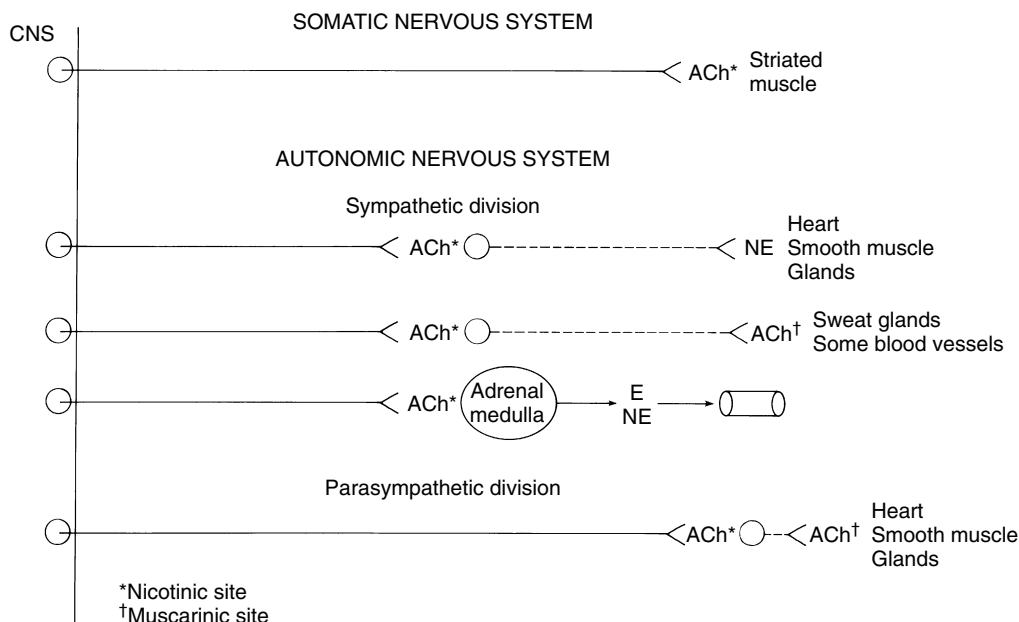 SOMATIC NERVOUS SYSTEM
CNS
ACh* Striated
muscle
AUTONOMIC NERVOUS SYSTEM
Sympathetic division
ACh* NE Heart
Smooth muscle
Glands
ACh* ACh† Sweat glands
Some blood vessels
ACh* Adrenal
medulla
E
NE
Parasympathetic division
ACh* ACh† Heart
Smooth muscle
Glands
*Nicotinic site
†Muscarinic site